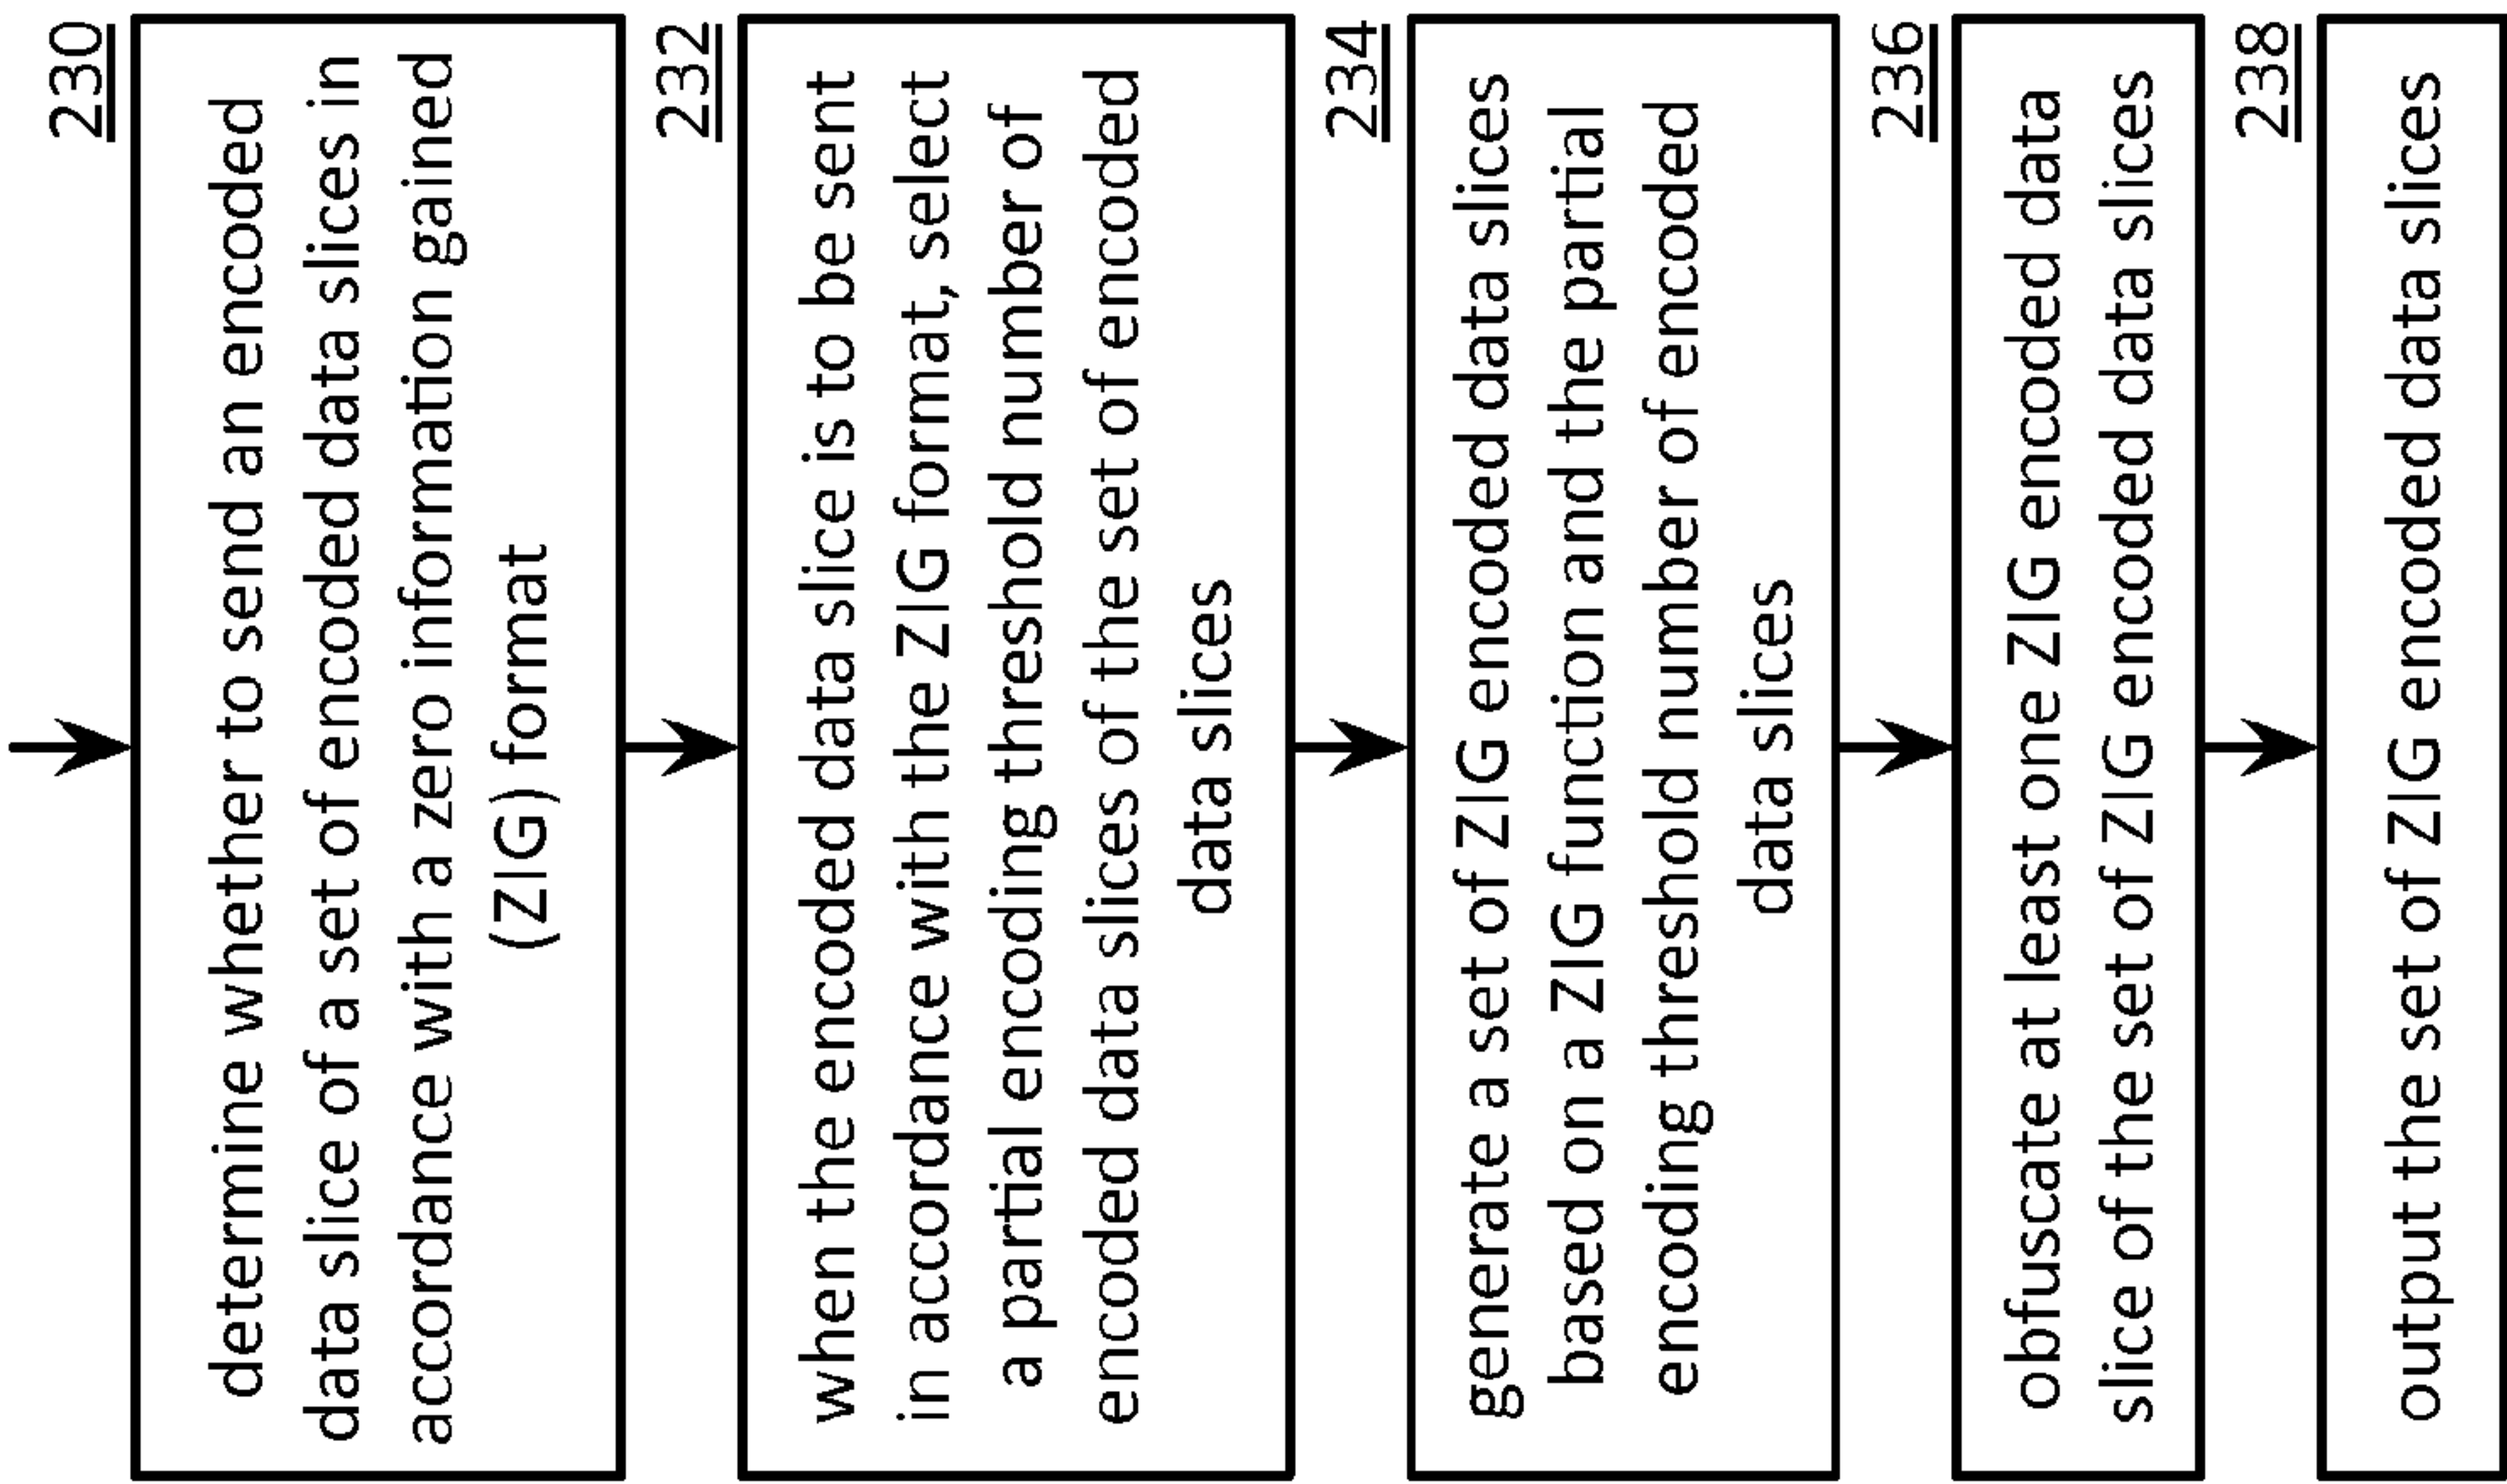 230
determine whether to send an encoded
data slice of a set of encoded data slices in
accordance with a zero information gained
(ZIG) format
232
when the encoded data slice is to be sent
in accordance with the ZIG format, select
a partial encoding threshold number of
encoded data slices of the set of encoded
data slices
234
generate a set of ZIG encoded data slices
based on a ZIG function and the partial
encoding threshold number of encoded
data slices
236
obfuscate at least one ZIG encoded data
slice of the set of ZIG encoded data slices
238
output the set of ZIG encoded data slices